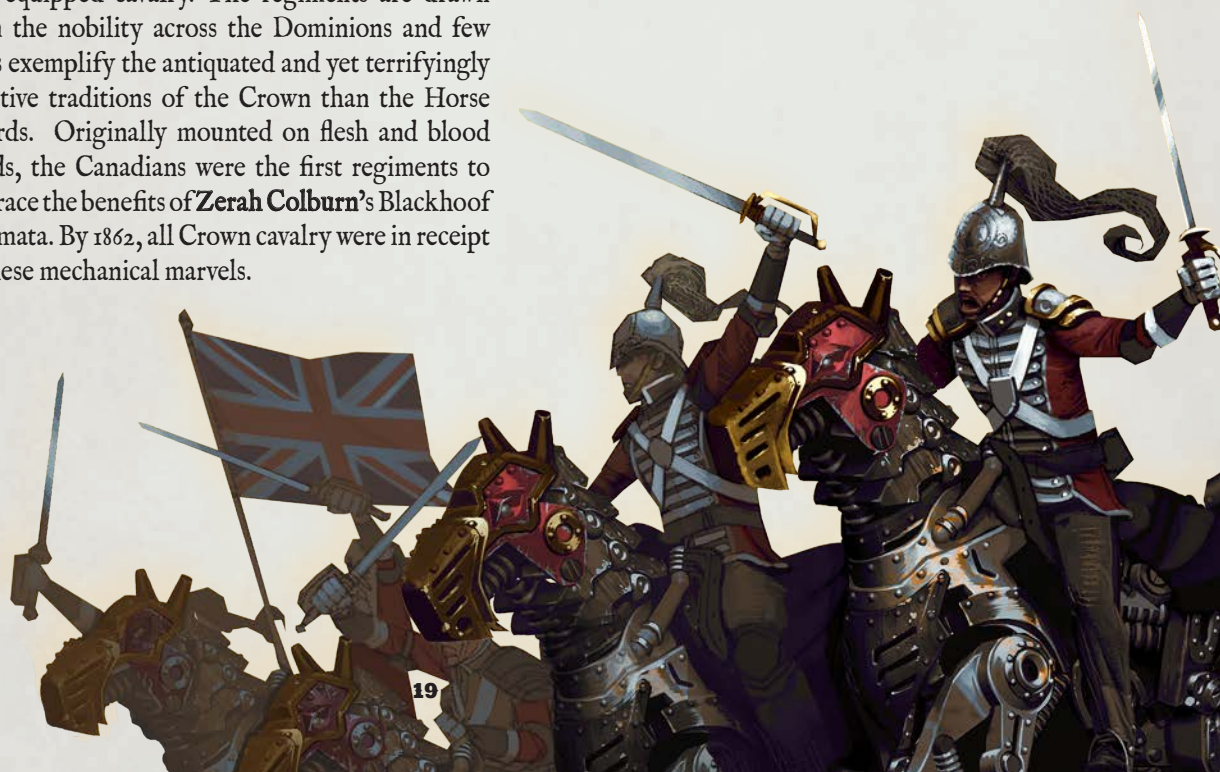 equipped cavalry. The regiments are drawn
the nobility across the Dominions and few
exemplify the antiquated and yet terrifyingly
tive traditions of the Crown than the Horse
rds. Originally mounted on flesh and blood
ds, the Canadians were the first regiments to
race the benefits of Zerah Colburn's Blackhoof
mata. By 1862, all Crown cavalry were in receipt
hese mechanical marvels.
19